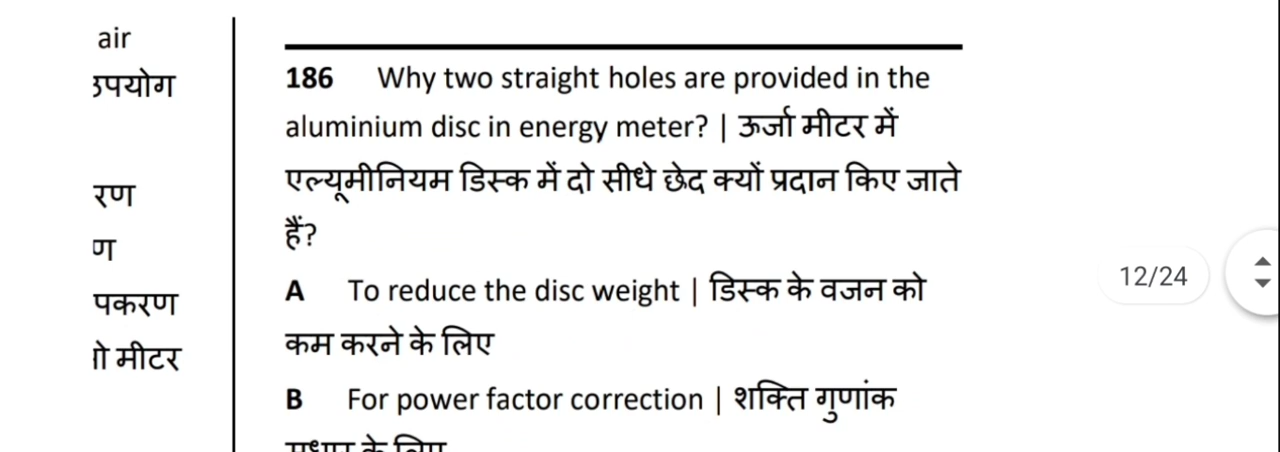 air
उपयोग
रण
ण
पकरण
मीटर
186 Why two straight holes are provided in the
aluminium disc in energy meter? | ऊर्जा मीटर में
एल्यूमीनियम डिस्क में दो सीधे छेद क्यों प्रदान किए जाते
हैं?
A To reduce the disc weight | डिस्क के वजन को
कम करने के लिए
B For power factor correction | शक्ति गुणांक
सुधार के लिए
12/24